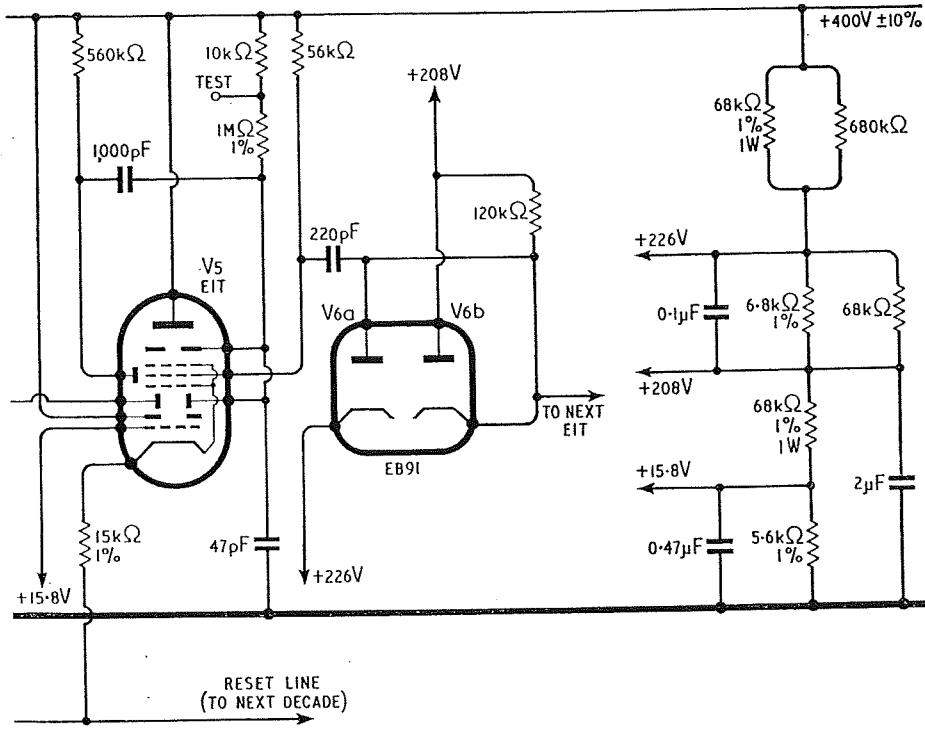 +400V ±10%
560kΩ
10kΩ
56kΩ
TEST
+208V
1MΩ
1%
68kΩ
1%
1W
680kΩ
1,000pF
120kΩ
220pF
+226V
V5
E1T
V6a
V6b
0·1µF
6·8kΩ
1%
68kΩ
+208V
TO NEXT
E1T
68kΩ
1%
1W
EB91
+15·8V
2µF
15kΩ
1%
47pF
0·47µF
5·6kΩ
1%
+15·8V
+226V
RESET LINE
(TO NEXT DECADE)